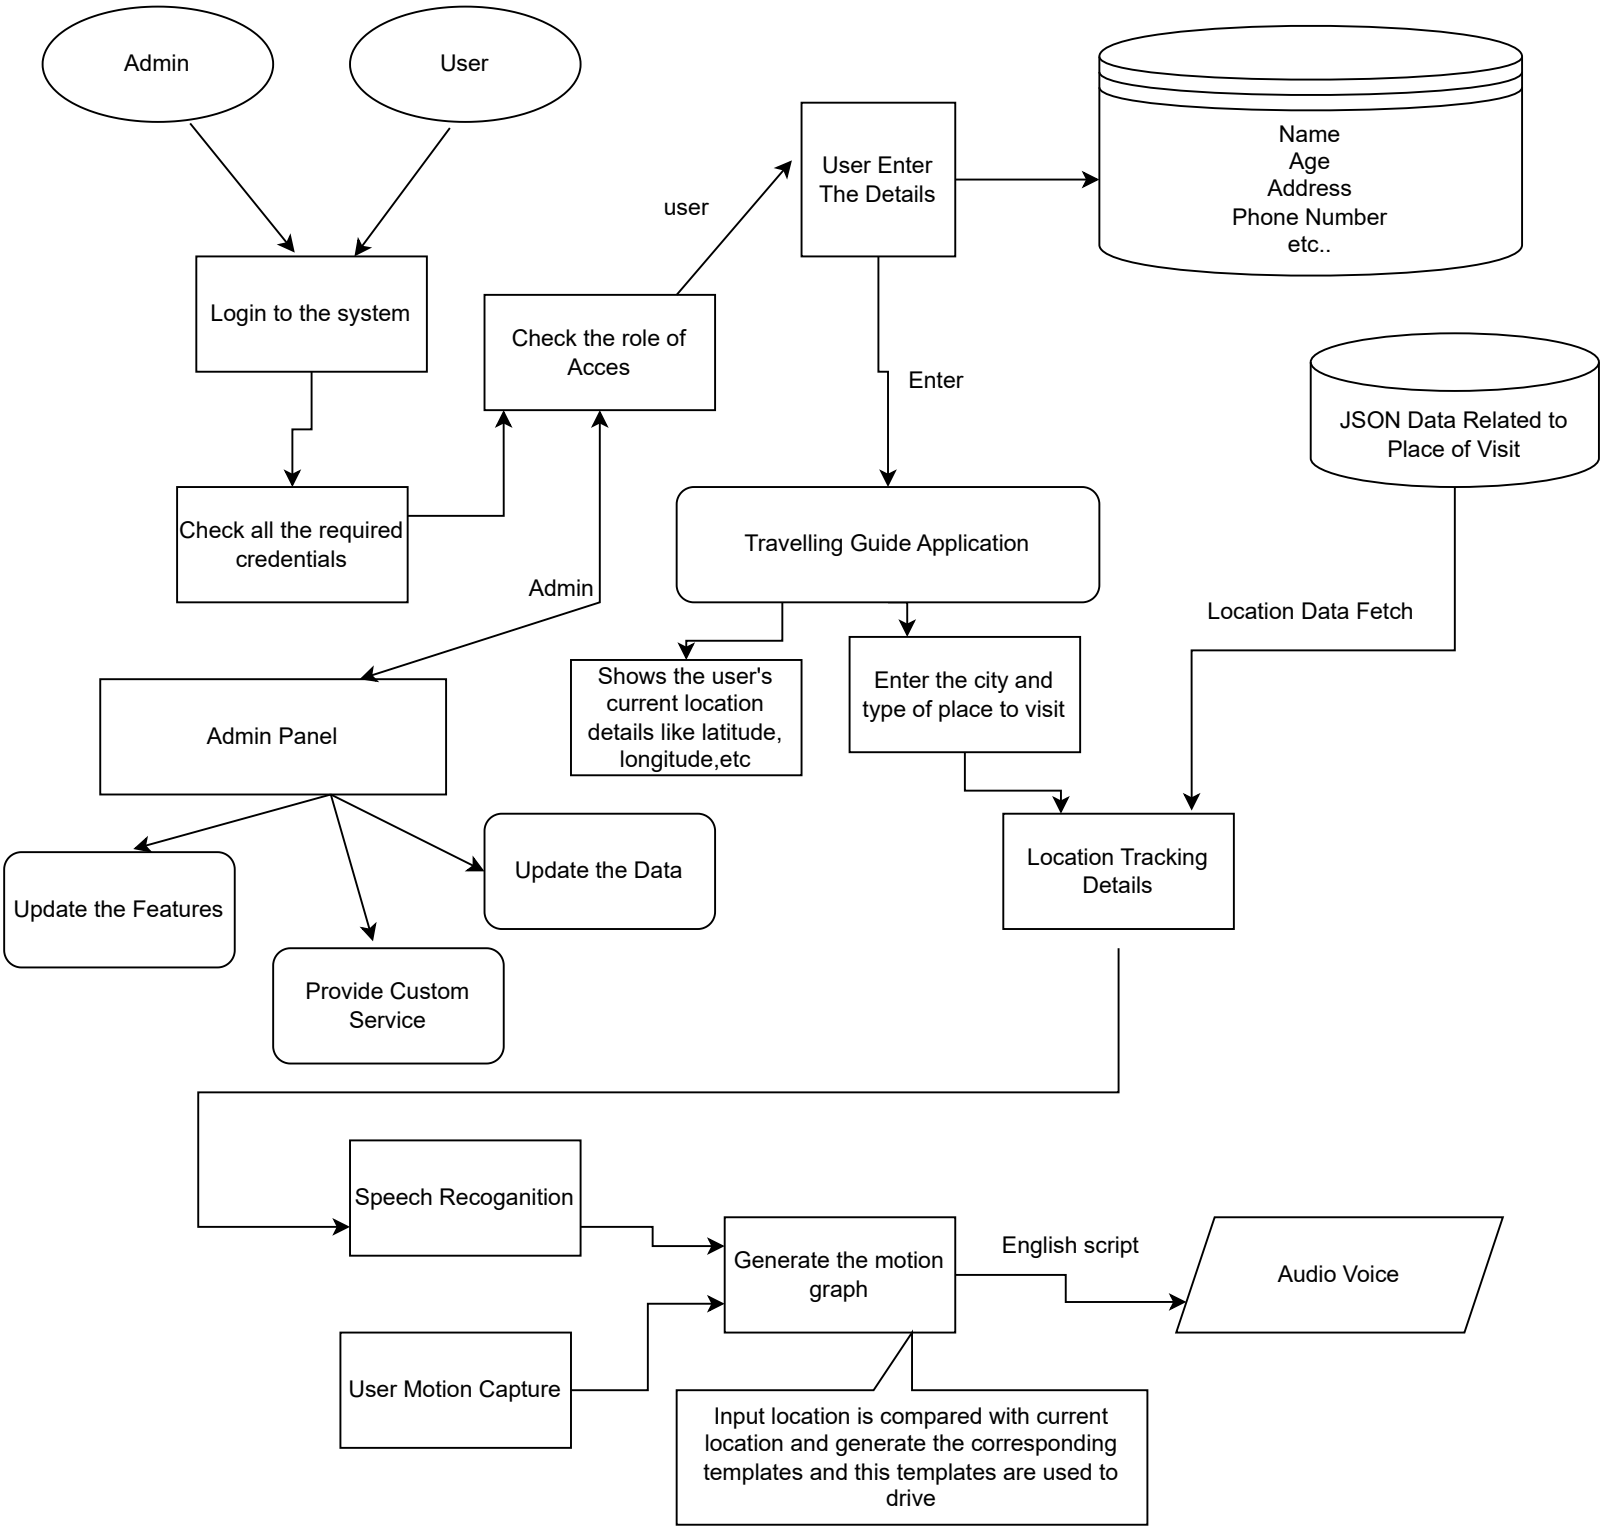 Admin
User
User Enter
The Details
Name
Age
Address
Phone Number
etc..
user
Login to the system
Check the role of
Acces
Enter
JSON Data Related to
Place of Visit
Check all the required
credentials
Travelling Guide Application
Admin
Location Data Fetch
Shows the user's
current location
details like latitude,
longitude,etc
Enter the city and
type of place to visit
Admin Panel
Update the Features
Update the Data
Location Tracking
Details
Provide Custom
Service
Speech Recoganition
Generate the motion
graph
English script
Audio Voice
User Motion Capture
Input location is compared with current
location and generate the corresponding
templates and this templates are used to
drive